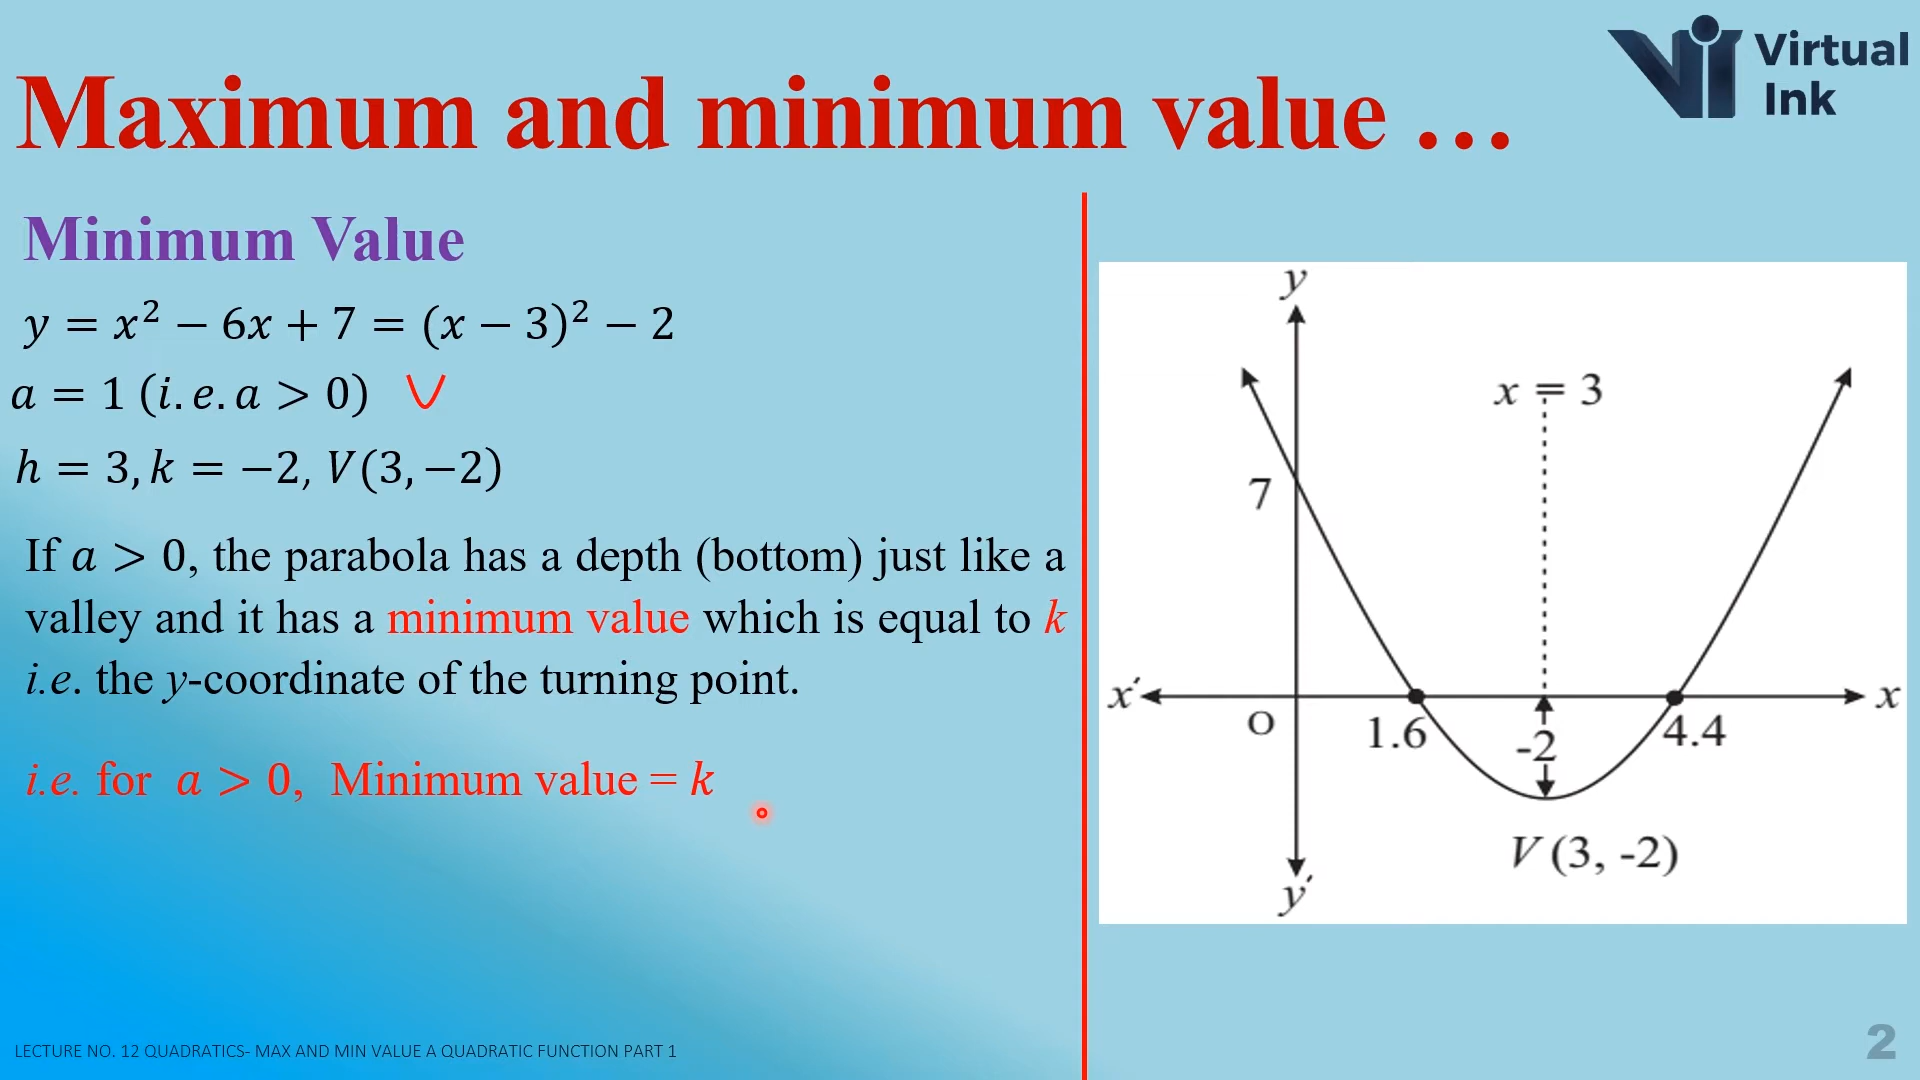 Maximum and minimum value …
Virtual
Ink
Minimum Value
y = x² − 6x + 7 = (x − 3)² − 2
a = 1 (i.e. a > 0)
h = 3, k = −2, V(3, −2)
If a > 0, the parabola has a depth (bottom) just like a
valley and it has a minimum value which is equal to k
i.e. the y-coordinate of the turning point.
i.e. for a > 0, Minimum value = k
y
x = 3
7
x′
x
O
1.6
-2
4.4
V (3, -2)
y′
LECTURE NO. 12 QUADRATICS- MAX AND MIN VALUE A QUADRATIC FUNCTION PART 1
2